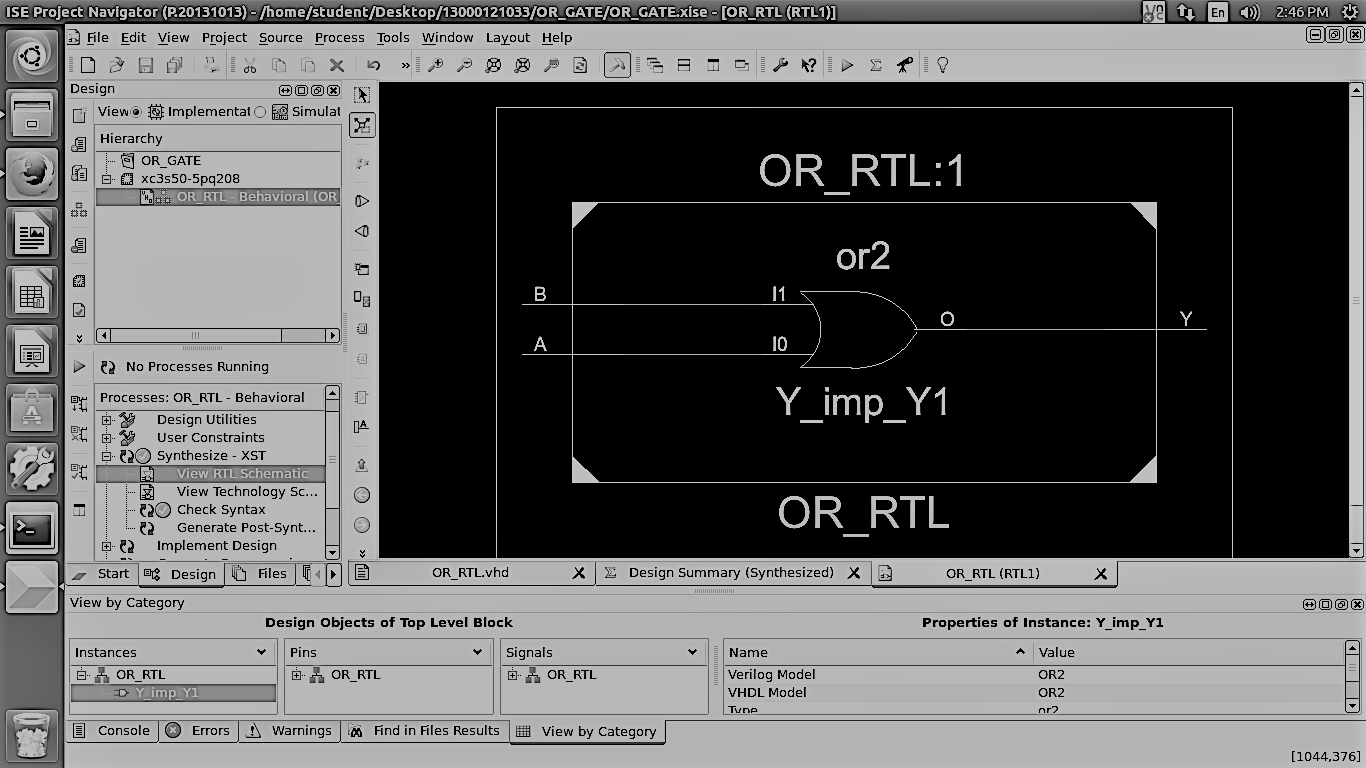 ISE Project Navigator (P.20131013) - /home/student/Desktop/13000121033/OR_GATE/OR_GATE.xise - [OR_RTL (RTL1)]
En 2:46 PM
File Edit View Project Source Process Tools Window Layout Help
»
Design
View Implementat Simulat
Hierarchy
OR_GATE
xc3s50-5pq208
OR_RTL - Behavioral (OR_
No Processes Running
Processes: OR_RTL - Behavioral
Design Utilities
User Constraints
Synthesize - XST
View RTL Schematic
View Technology Sc...
Check Syntax
Generate Post-Synt...
Implement Design
Start Design Files
OR_RTL:1
or2
B I1
O Y
A I0
Y_imp_Y1
OR_RTL
OR_RTL.vhd Design Summary (Synthesized) OR_RTL (RTL1)
View by Category
Design Objects of Top Level Block
Properties of Instance: Y_imp_Y1
Instances Pins Signals
Name Value
OR_RTL OR_RTL OR_RTL
Y_imp_Y1
Verilog Model OR2
VHDL Model OR2
Type or2
Console Errors Warnings Find in Files Results View by Category
[1044,376]